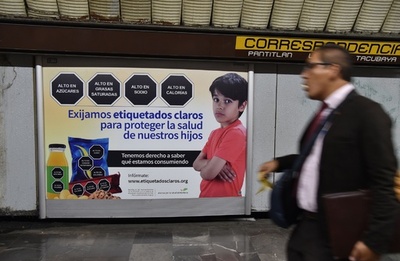 CORRESPONDENCIA
PANTITLAN
TACUBAYA
ALTO EN AZÚCARES
ALTO EN GRASAS SATURADAS
ALTO EN SODIO
ALTO EN CALORÍAS
Exijamos etiquetados claros
para proteger la salud
de nuestros hijos
Tenemos derecho a saber
qué estamos consumiendo
Infórmate:
www.etiquetadosclaros.org